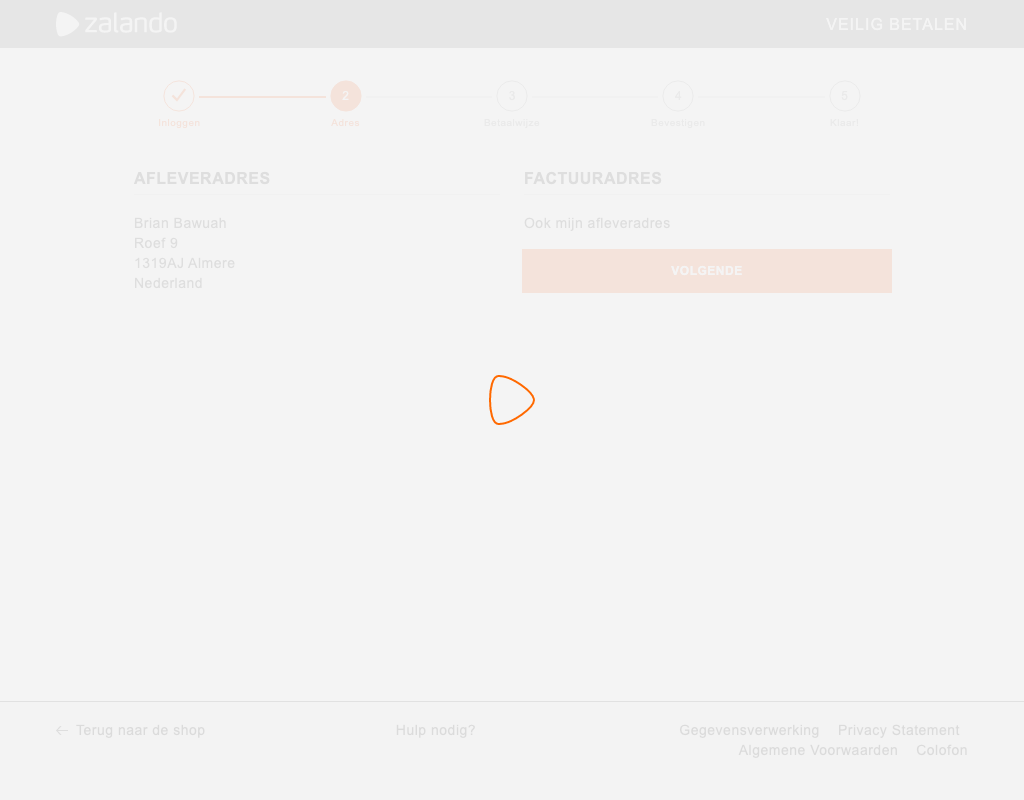 zalando
VEILIG BETALEN
2
3
4
5
Inloggen
Adres
Betaalwijze
Bevestigen
Klaar!
AFLEVERADRES
Brian Bawuah
Roef 9
1319AJ Almere
Nederland
FACTUURADRES
Ook mijn afleveradres
VOLGENDE
Terug naar de shop
Hulp nodig?
Gegevensverwerking
Privacy Statement
Algemene Voorwaarden
Colofon